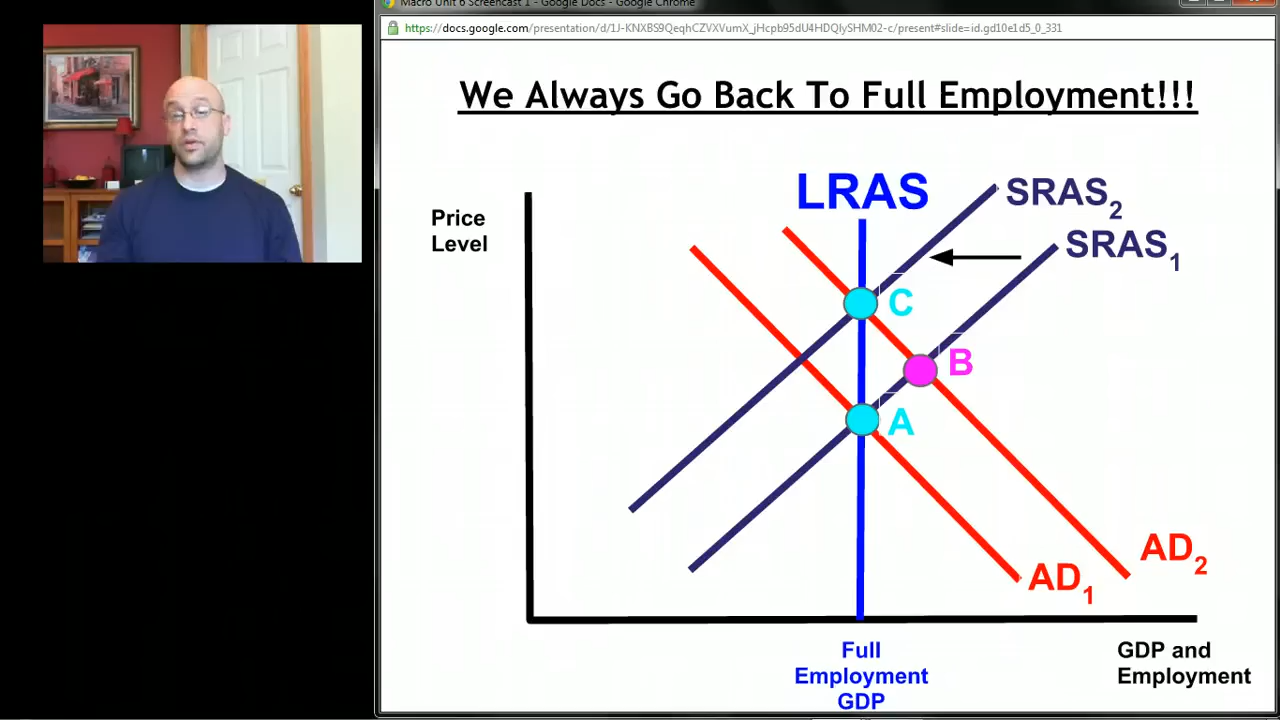 Macro Unit 6 Screencast 1 - Google Docs - Google Chrome
https://docs.google.com/presentation/d/1J-KNXBS9QeqhCZVXVumX_jHcpb95dU4HDQIySHM02-c/present#slide=id.gd10e1d5_0_331
We Always Go Back To Full Employment!!!
Price
Level
LRAS
SRAS2
SRAS1
C
B
A
AD2
AD1
Full
Employment
GDP
GDP and
Employment